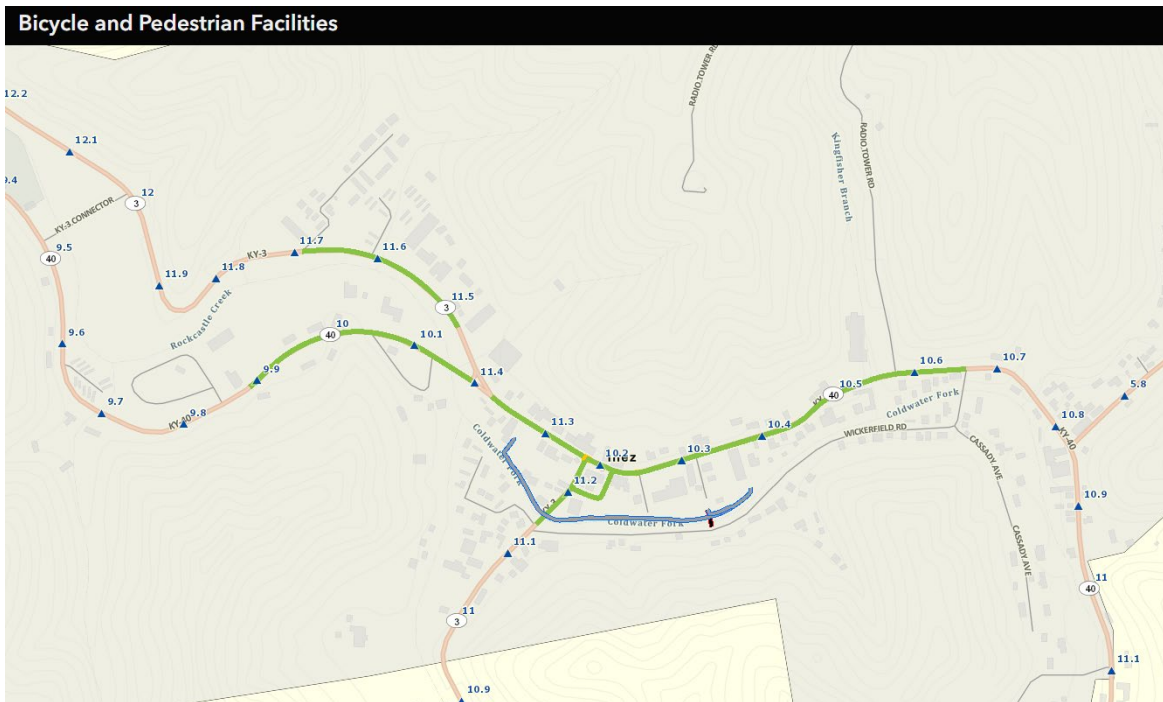 Bicycle and Pedestrian Facilities
RADIO.TOWER.RD
12.2
12.1
RADIO.TOWER.RD
Kingfisher Branch
9.4
12
3
KY-3 CONNECTOR
9.5
40
11.7
KY-3
11.6
11.8
11.9
11.5
3
Rockcastle Creek
9.6
10
40
10.1
9.9
11.4
10.6
10.7
10.5
40
5.8
Coldwater Fork
9.7
KY-40
9.8
11.3
10.4
WICKERFIELD RD
10.8
KY-40
Coldwater Fork
10.2
Inez
10.3
CASSADY.AVE
11.2
10.9
Coldwater Fork
11.1
CASSADY.AVE
11
40
11
3
11.1
10.9